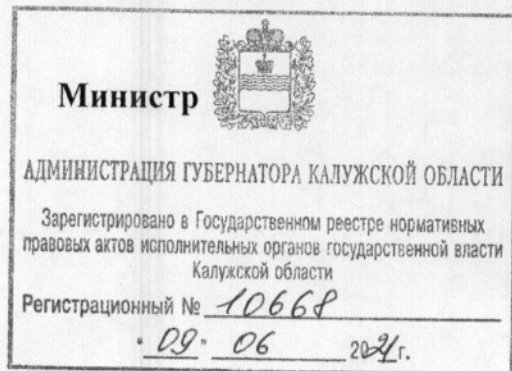 Министр
АДМИНИСТРАЦИЯ ГУБЕРНАТОРА КАЛУЖСКОЙ ОБЛАСТИ
Зарегистрировано в Государственном реестре нормативных
правовых актов исполнительных органов государственной власти
Калужской области
Регистрационный № 10668
"09" 06 2021г.